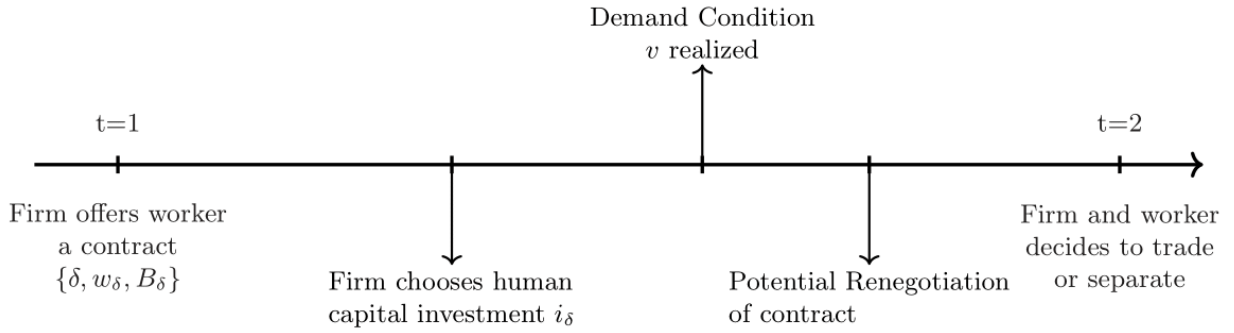 Demand Condition
v realized
t=1
t=2
Firm offers worker
a contract
{δ, w_δ, B_δ}
Firm chooses human
capital investment i_δ
Potential Renegotiation
of contract
Firm and worker
decides to trade
or separate